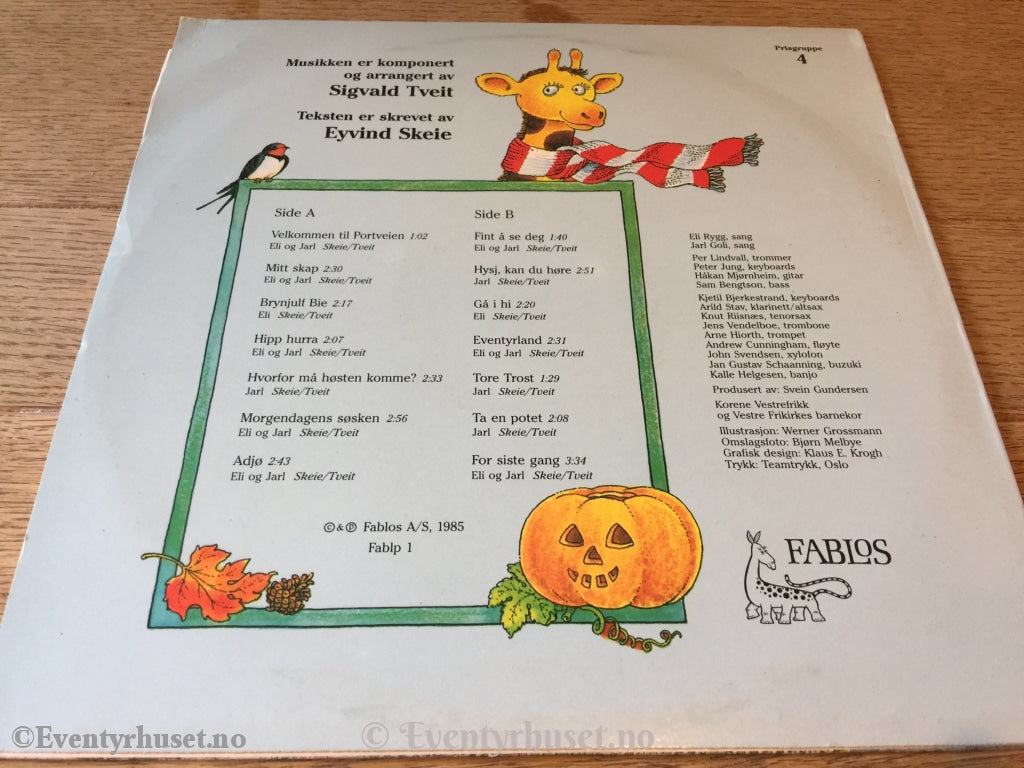 Prisgruppe
4
Musikken er komponert
og arrangert av
Sigvald Tveit
Teksten er skrevet av
Eyvind Skeie
Side A
Velkommen til Portveien 1:02
Eli og Jarl Skeie/Tveit
Mitt skap 2:30
Eli og Jarl Skeie/Tveit
Brynjulf Bie 2:17
Eli Skeie/Tveit
Hipp hurra 2:07
Eli og Jarl Skeie/Tveit
Hvorfor må høsten komme? 2:33
Jarl Skeie/Tveit
Morgendagens søsken 2:56
Eli og Jarl Skeie/Tveit
Adjø 2:43
Eli og Jarl Skeie/Tveit
Side B
Fint å se deg 1:40
Eli og Jarl Skeie/Tveit
Hysj, kan du høre 2:51
Jarl Skeie/Tveit
Gå i hi 2:20
Eli Skeie/Tveit
Eventyrland 2:31
Eli og Jarl Skeie/Tveit
Tore Trost 1:29
Jarl Skeie/Tveit
Ta en potet 2:08
Jarl Skeie/Tveit
For siste gang 3:34
Eli og Jarl Skeie/Tveit
© & ℗ Fablos A/S, 1985
Fablp 1
Eli Rygg, sang
Jarl Goli, sang
Per Lindvall, trommer
Peter Jung, keyboards
Håkan Mjørnheim, gitar
Sam Bengtson, bass
Kjetil Bjerkestrand, keyboards
Arild Stav, klarinett/altsax
Knut Riisnæs, tenorsax
Jens Vendelboe, trombone
Arne Hiorth, trompet
Andrew Cunningham, fløyte
John Svendsen, xylofon
Jan Gustav Schaanning, buzuki
Kalle Helgesen, banjo
Produsert av: Svein Gundersen
Korene Vestrefrikk
og Vestre Frikirkes barnekor
Illustrasjon: Werner Grossmann
Omslagsfoto: Bjørn Melbye
Grafisk design: Klaus E. Krogh
Trykk: Teamtrykk, Oslo
FABLOS
©Eventyrhuset.no
© Eventyrhuset.no